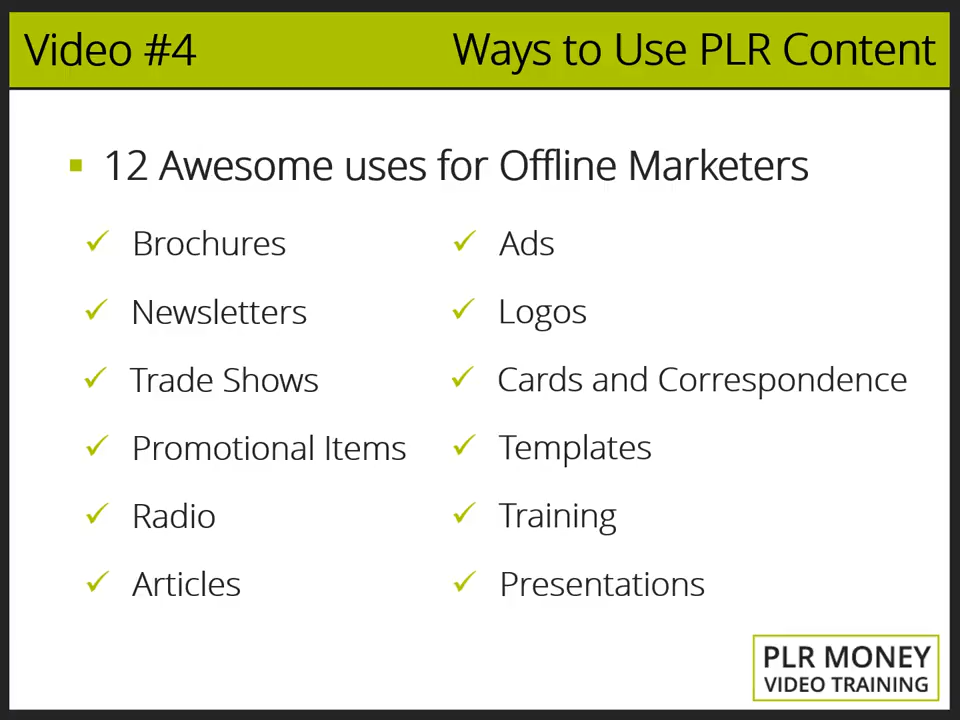 Video #4
Ways to Use PLR Content
12 Awesome uses for Offline Marketers
Brochures
Newsletters
Trade Shows
Promotional Items
Radio
Articles
Ads
Logos
Cards and Correspondence
Templates
Training
Presentations
PLR MONEY
VIDEO TRAINING